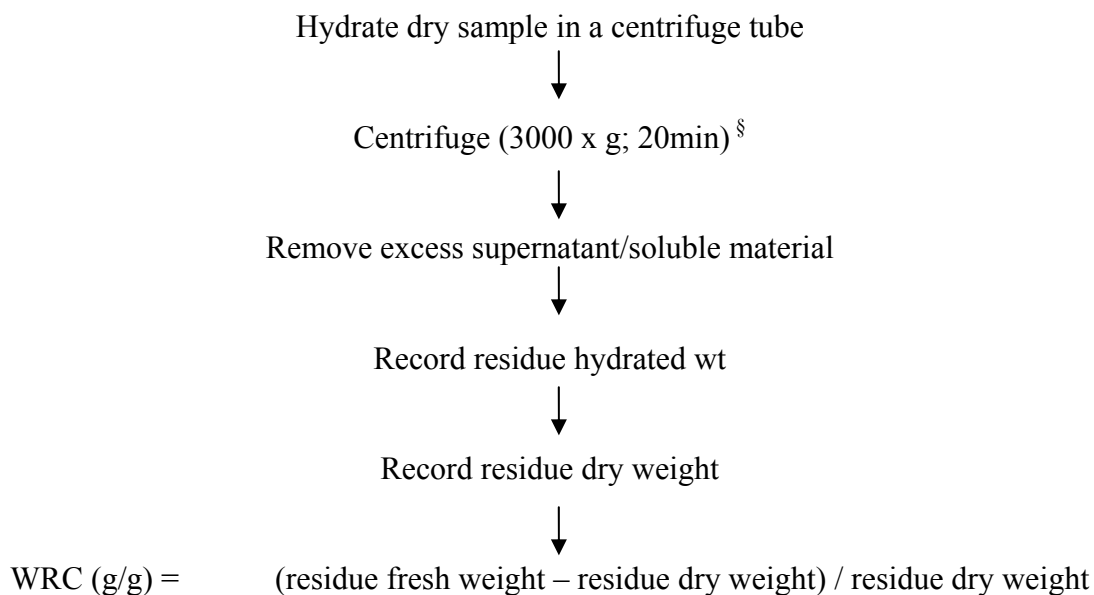 Hydrate dry sample in a centrifuge tube
Centrifuge (3000 x g; 20min) §
Remove excess supernatant/soluble material
Record residue hydrated wt
Record residue dry weight
WRC (g/g) = (residue fresh weight – residue dry weight) / residue dry weight